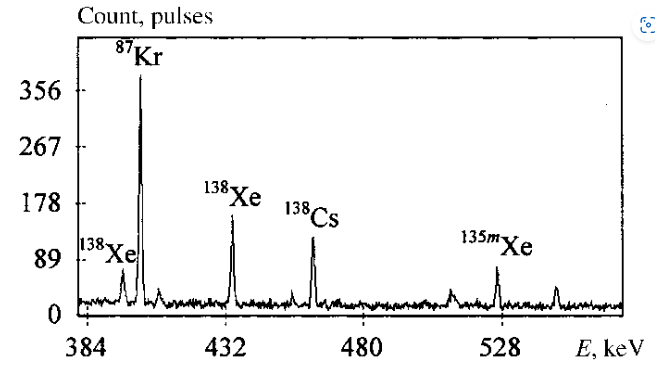 Count, pulses
87Kr
356
267
178
89
0
138Xe
138Xe
138Cs
135mXe
384
432
480
528
E, keV